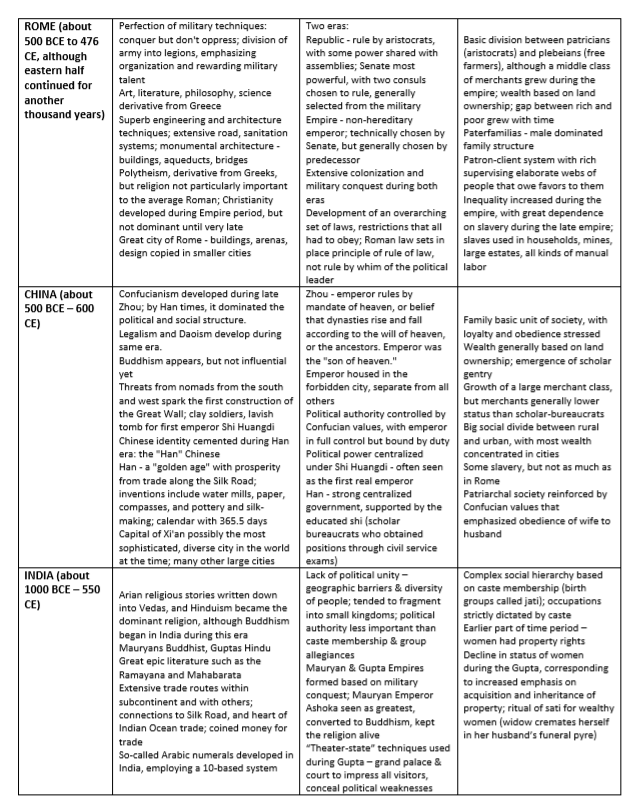 ROME (about
500 BCE to 476
CE, although
eastern half
continued for
another
thousand years)
Perfection of military techniques:
conquer but don't oppress; division of
army into legions, emphasizing
organization and rewarding military
talent
Art, literature, philosophy, science
derivative from Greece
Superb engineering and architecture
techniques; extensive road, sanitation
systems; monumental architecture -
buildings, aqueducts, bridges
Polytheism, derivative from Greeks,
but religion not particularly important
to the average Roman; Christianity
developed during Empire period, but
not dominant until very late
Great city of Rome - buildings, arenas,
design copied in smaller cities
Two eras:
Republic - rule by aristocrats,
with some power shared with
assemblies; Senate most
powerful, with two consuls
chosen to rule, generally
selected from the military
Empire - non-hereditary
emperor; technically chosen by
Senate, but generally chosen by
predecessor
Extensive colonization and
military conquest during both
eras
Development of an overarching
set of laws, restrictions that all
had to obey; Roman law sets in
place principle of rule of law,
not rule by whim of the political
leader
Basic division between patricians
(aristocrats) and plebeians (free
farmers), although a middle class
of merchants grew during the
empire; wealth based on land
ownership; gap between rich and
poor grew with time
Paterfamilias - male dominated
family structure
Patron-client system with rich
supervising elaborate webs of
people that owe favors to them
Inequality increased during the
empire, with great dependence
on slavery during the late empire;
slaves used in households, mines,
large estates, all kinds of manual
labor
CHINA (about
500 BCE – 600
CE)
Confucianism developed during late
Zhou; by Han times, it dominated the
political and social structure.
Legalism and Daoism develop during
same era.
Buddhism appears, but not influential
yet
Threats from nomads from the south
and west spark the first construction of
the Great Wall; clay soldiers, lavish
tomb for first emperor Shi Huangdi
Chinese identity cemented during Han
era: the "Han" Chinese
Han - a "golden age" with prosperity
from trade along the Silk Road;
inventions include water mills, paper,
compasses, and pottery and silk-
making; calendar with 365.5 days
Capital of Xi'an possibly the most
sophisticated, diverse city in the world
at the time; many other large cities
Zhou - emperor rules by
mandate of heaven, or belief
that dynasties rise and fall
according to the will of heaven,
or the ancestors. Emperor was
the "son of heaven."
Emperor housed in the
forbidden city, separate from all
others
Political authority controlled by
Confucian values, with emperor
in full control but bound by duty
Political power centralized
under Shi Huangdi - often seen
as the first real emperor
Han - strong centralized
government, supported by the
educated shi (scholar
bureaucrats who obtained
positions through civil service
exams)
Family basic unit of society, with
loyalty and obedience stressed
Wealth generally based on land
ownership; emergence of scholar
gentry
Growth of a large merchant class,
but merchants generally lower
status than scholar-bureaucrats
Big social divide between rural
and urban, with most wealth
concentrated in cities
Some slavery, but not as much as
in Rome
Patriarchal society reinforced by
Confucian values that
emphasized obedience of wife to
husband
INDIA (about
1000 BCE – 550
CE)
Arian religious stories written down
into Vedas, and Hinduism became the
dominant religion, although Buddhism
began in India during this era
Mauryans Buddhist, Guptas Hindu
Great epic literature such as the
Ramayana and Mahabarata
Extensive trade routes within
subcontinent and with others;
connections to Silk Road, and heart of
Indian Ocean trade; coined money for
trade
So-called Arabic numerals developed in
India, employing a 10-based system
Lack of political unity –
geographic barriers & diversity
of people; tended to fragment
into small kingdoms; political
authority less important than
caste membership & group
allegiances
Mauryan & Gupta Empires
formed based on military
conquest; Mauryan Emperor
Ashoka seen as greatest,
converted to Buddhism, kept
the religion alive
"Theater-state" techniques used
during Gupta – grand palace &
court to impress all visitors,
conceal political weaknesses
Complex social hierarchy based
on caste membership (birth
groups called jati); occupations
strictly dictated by caste
Earlier part of time period –
women had property rights
Decline in status of women
during the Gupta, corresponding
to increased emphasis on
acquisition and inheritance of
property; ritual of sati for wealthy
women (widow cremates herself
in her husband's funeral pyre)